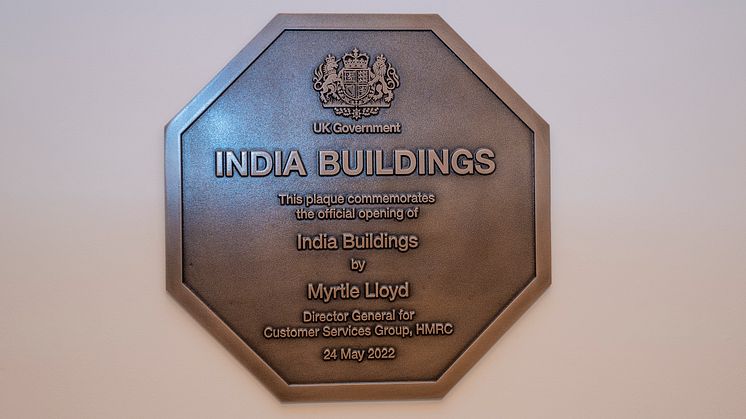 UK Government
INDIA BUILDINGS
This plaque commemorates
the official opening of
India Buildings
by
Myrtle Lloyd
Director General for
Customer Services Group, HMRC
24 May 2022